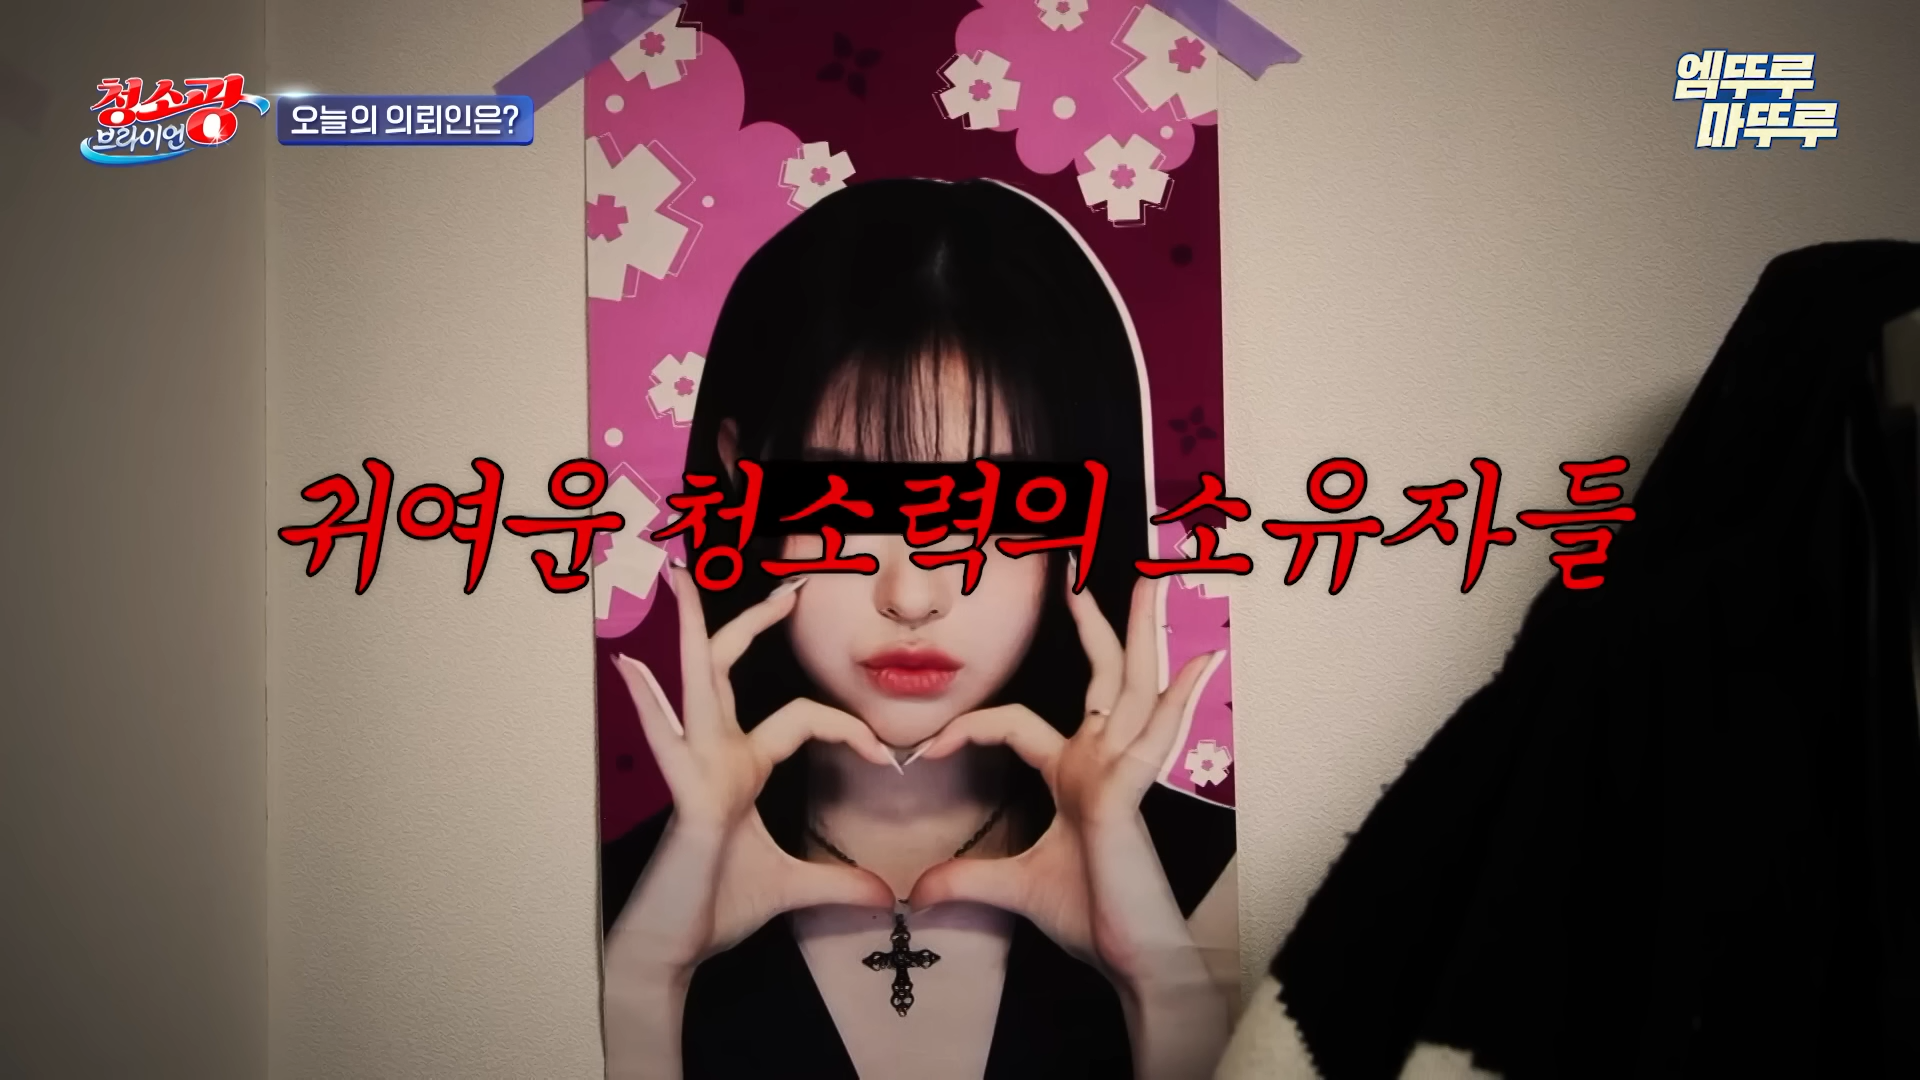 청소광
브라이언
오늘의 의뢰인은?
엠뚜루
마뚜루
귀여운 청소력의 소유자들